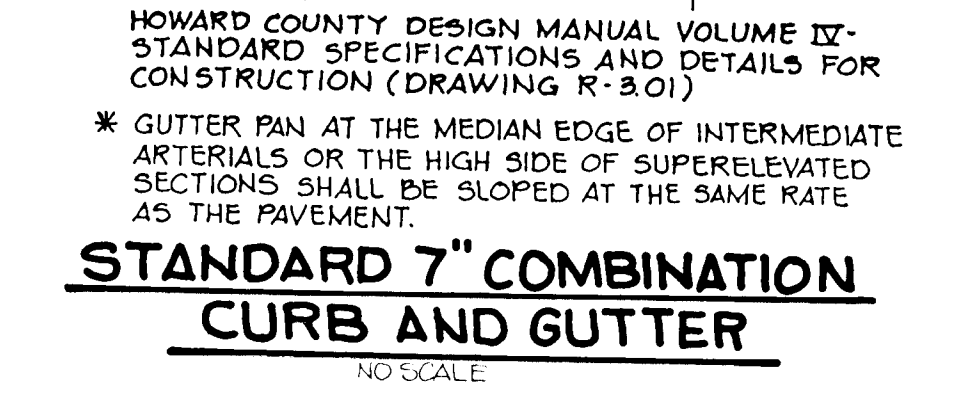 HOWARD COUNTY DESIGN MANUAL VOLUME IV-
STANDARD SPECIFICATIONS AND DETAILS FOR
CONSTRUCTION (DRAWING R-3.01)
* GUTTER PAN AT THE MEDIAN EDGE OF INTERMEDIATE
ARTERIALS OR THE HIGH SIDE OF SUPERELEVATED
SECTIONS SHALL BE SLOPED AT THE SAME RATE
AS THE PAVEMENT.
STANDARD 7" COMBINATION
CURB AND GUTTER
NO SCALE